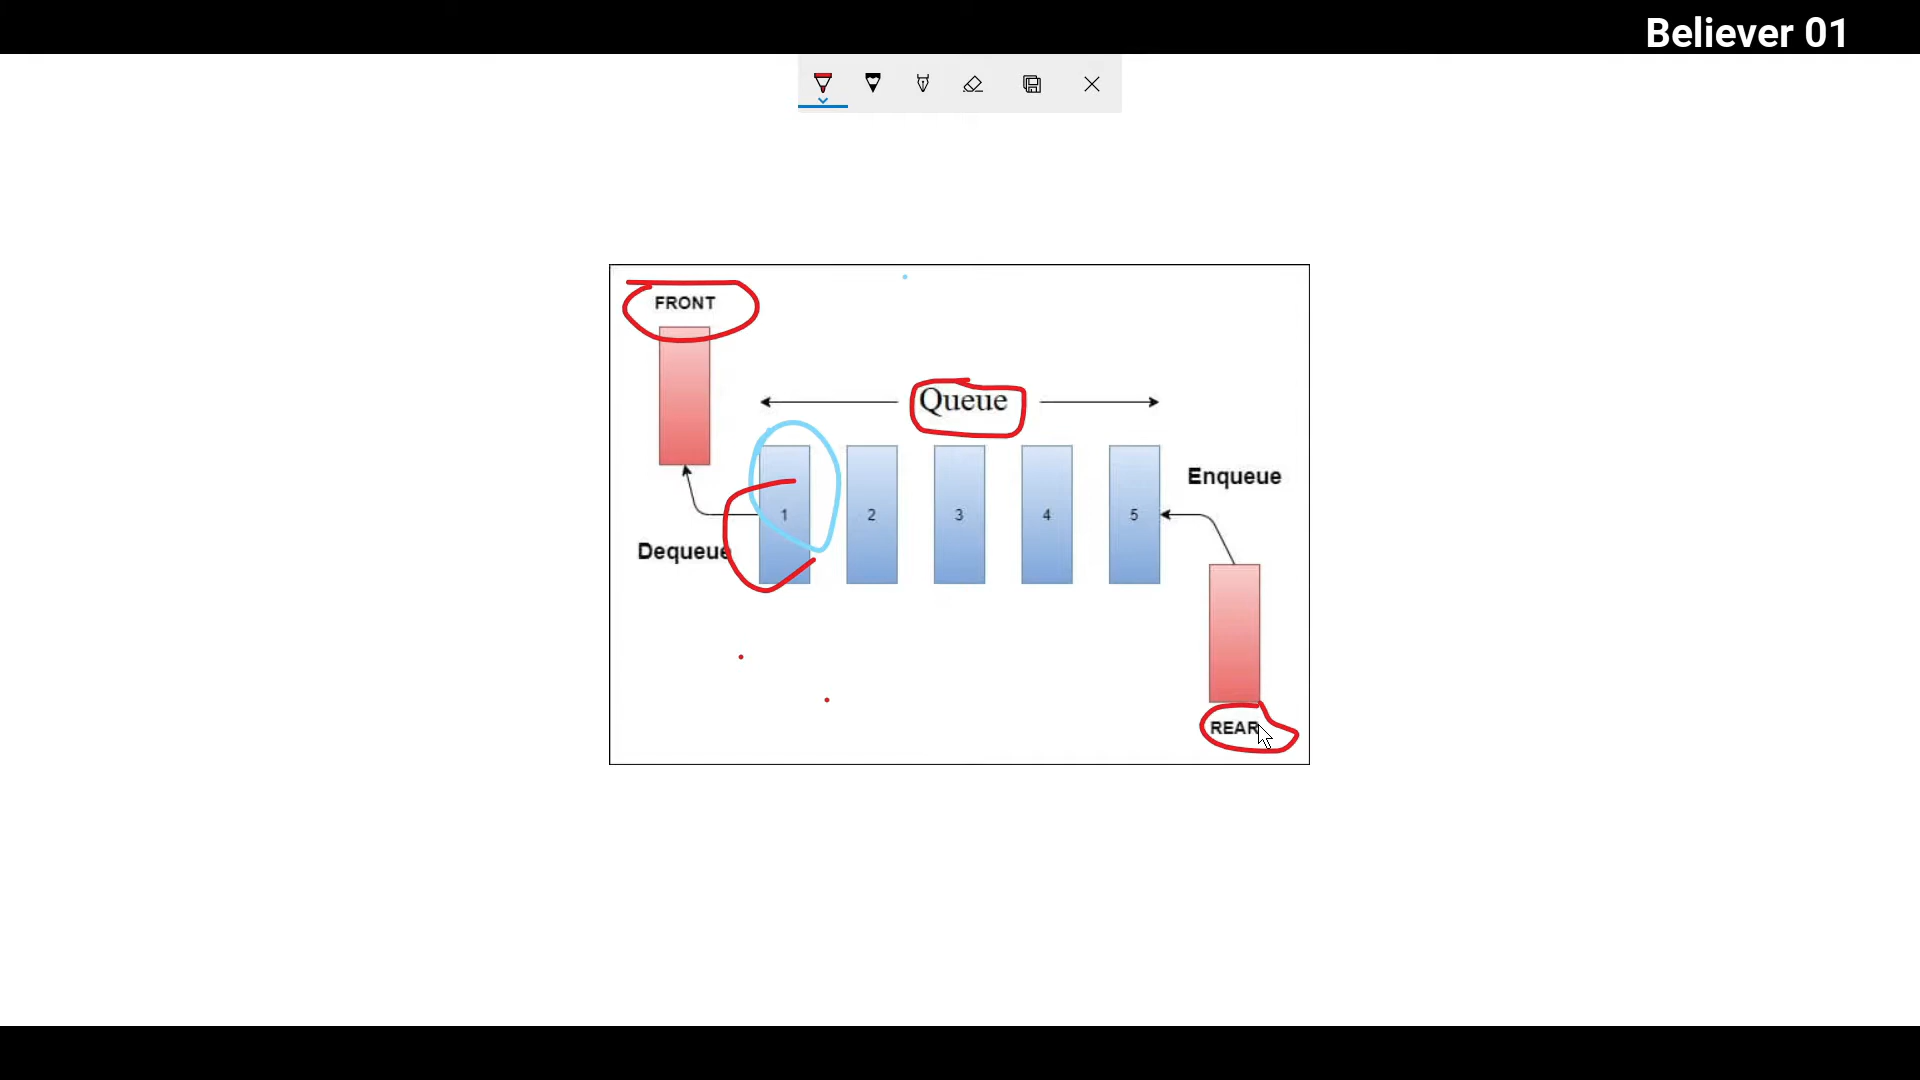 Believer 01
FRONT
Queue
Enqueue
1 2 3 4 5
Dequeue
REAR